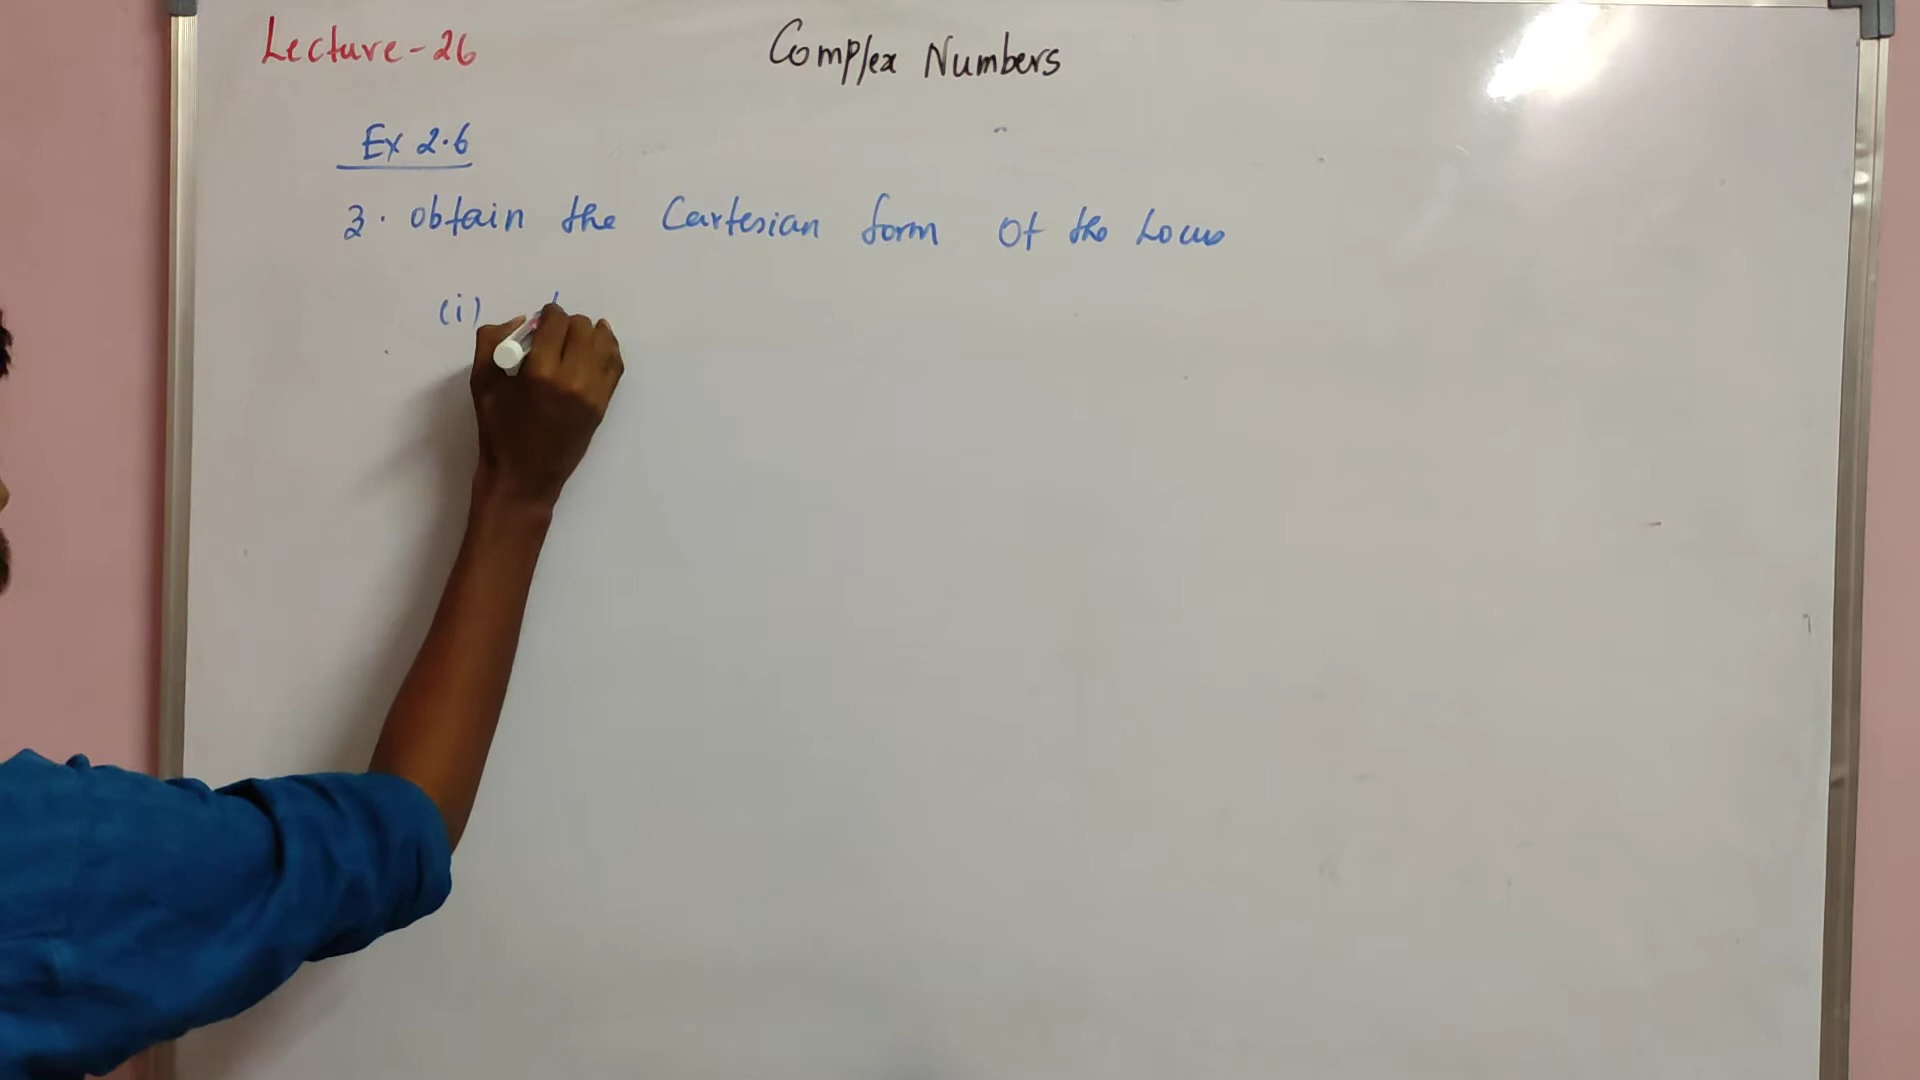 Lecture-26
Complex Numbers
Ex 2.6
3. obtain the Cartesian form of the Locus
(i)